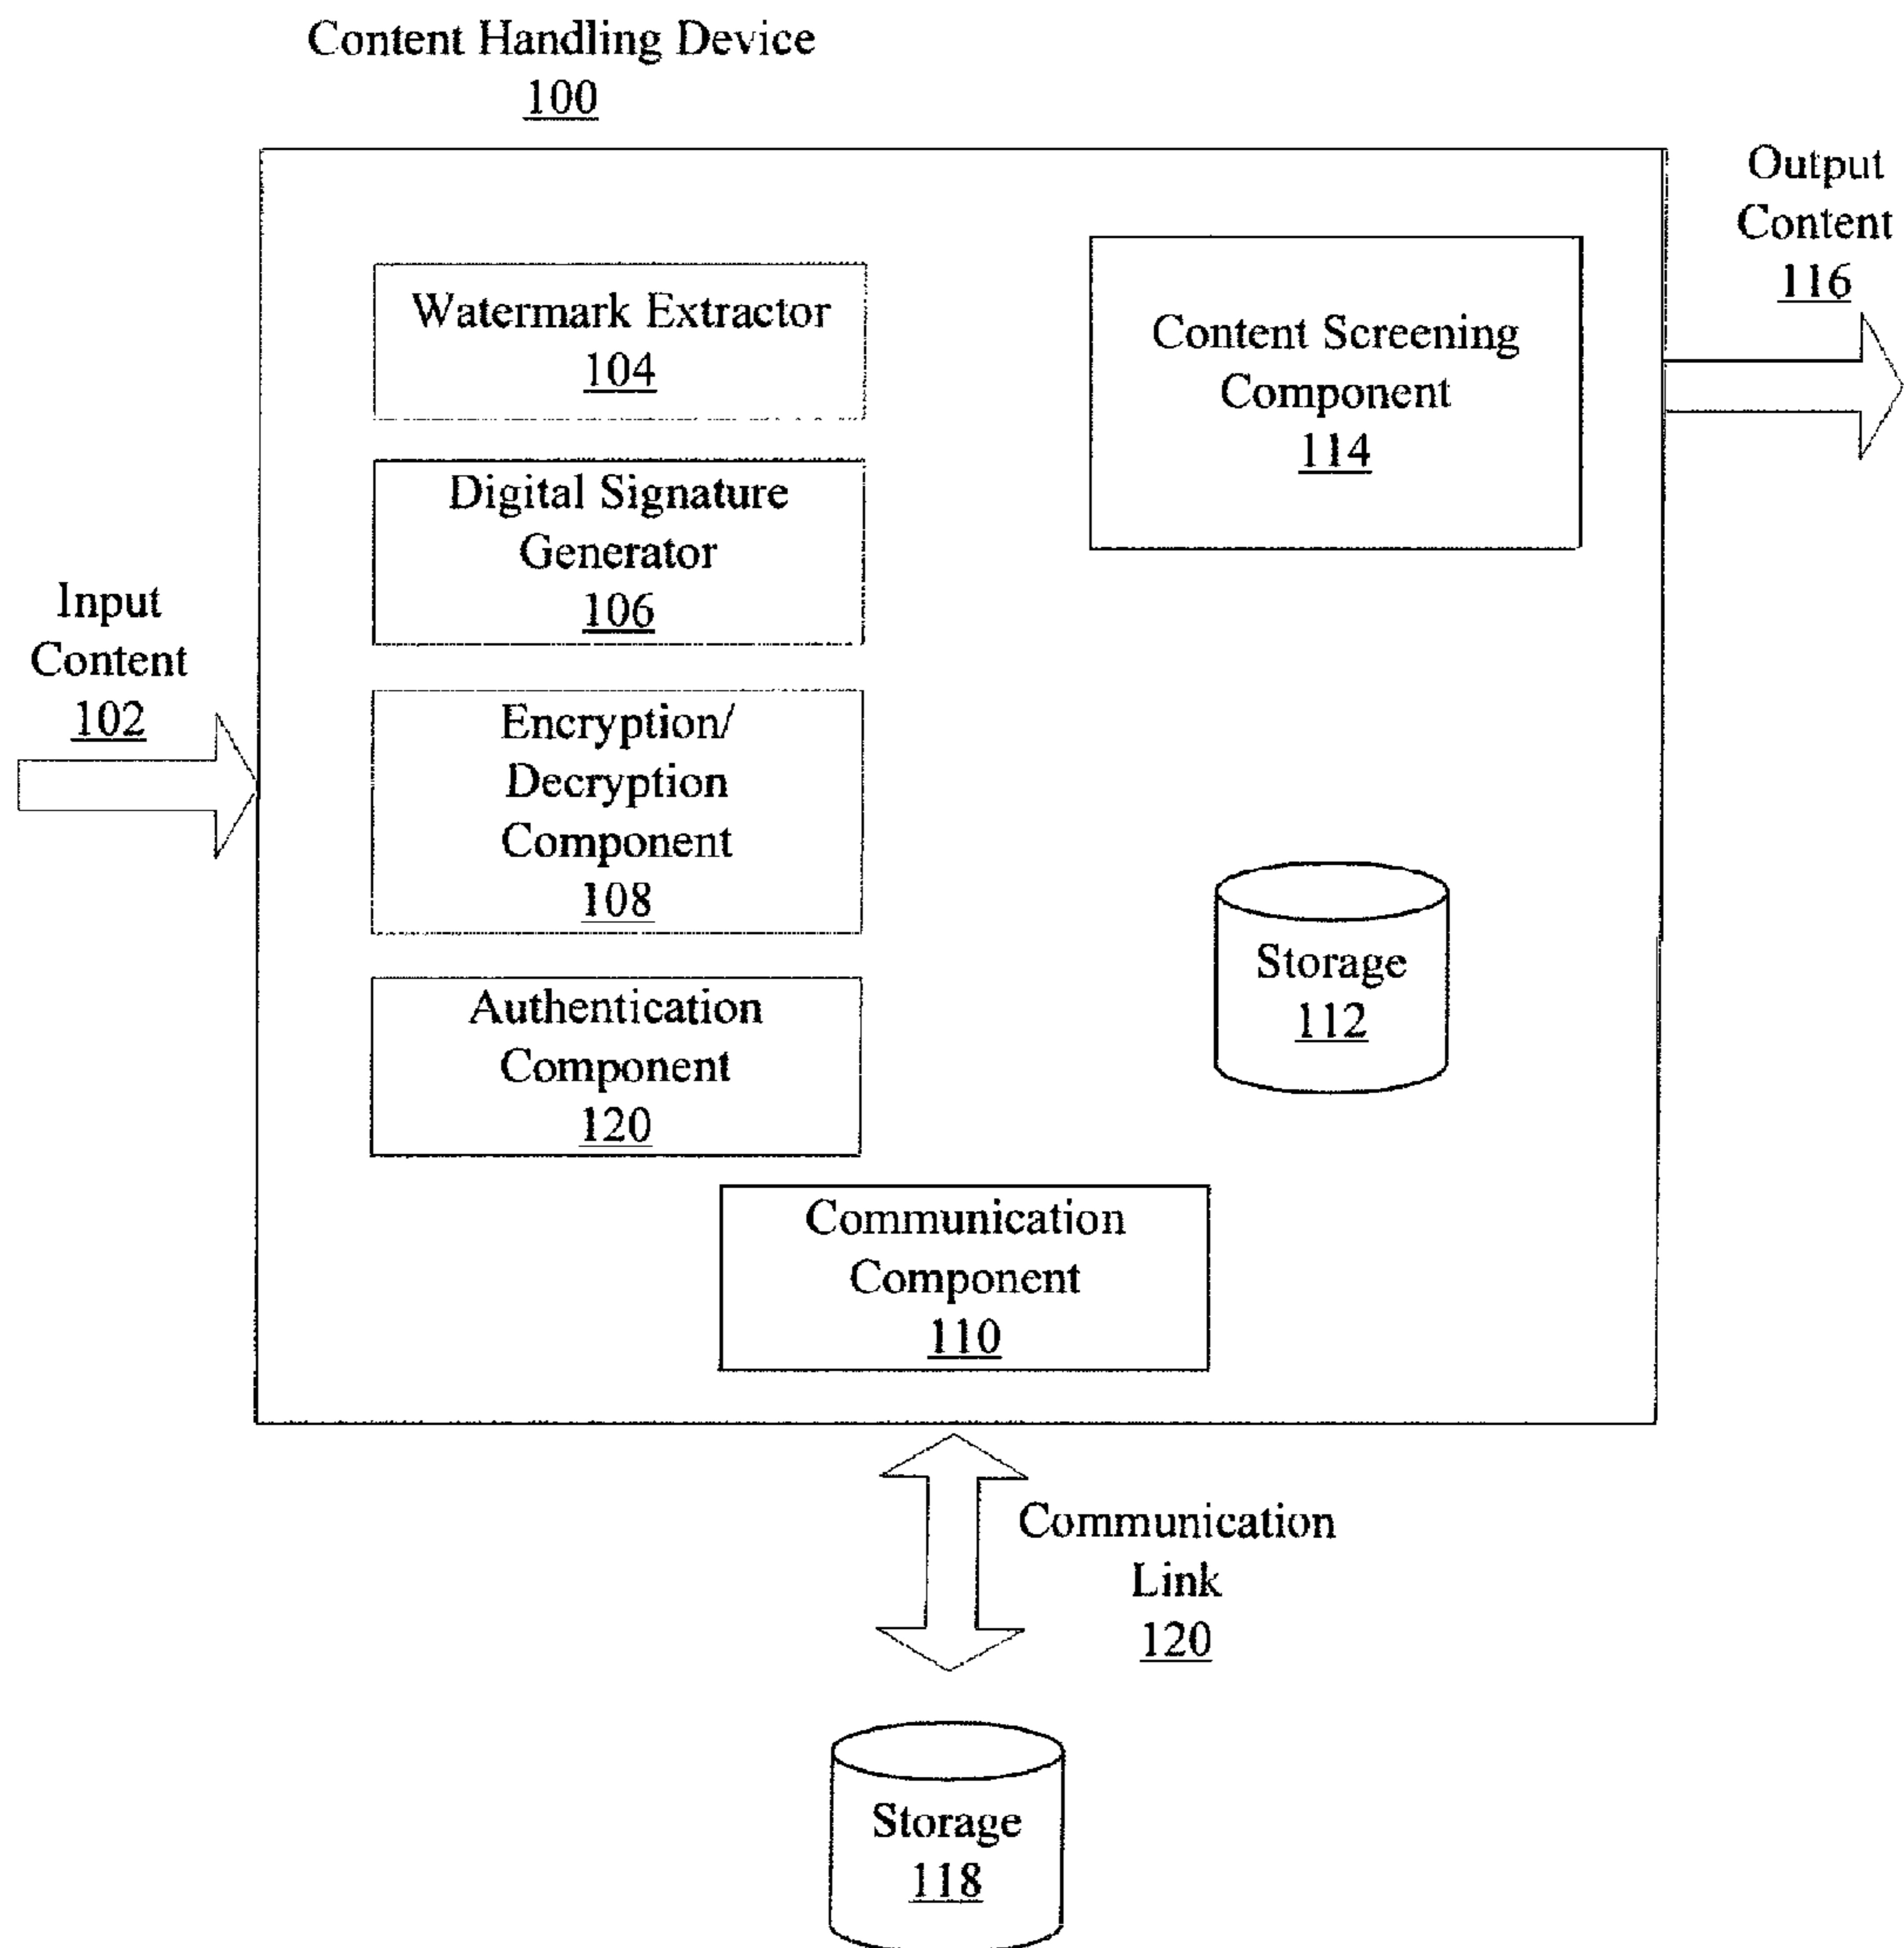 Content Handling Device
100
Output
Content
116
Watermark Extractor
104
Content Screening
Component
114
Digital Signature
Generator
106
Input
Content
102
Encryption/
Decryption
Component
108
Storage
112
Authentication
Component
120
Communication
Component
110
Communication
Link
120
Storage
118